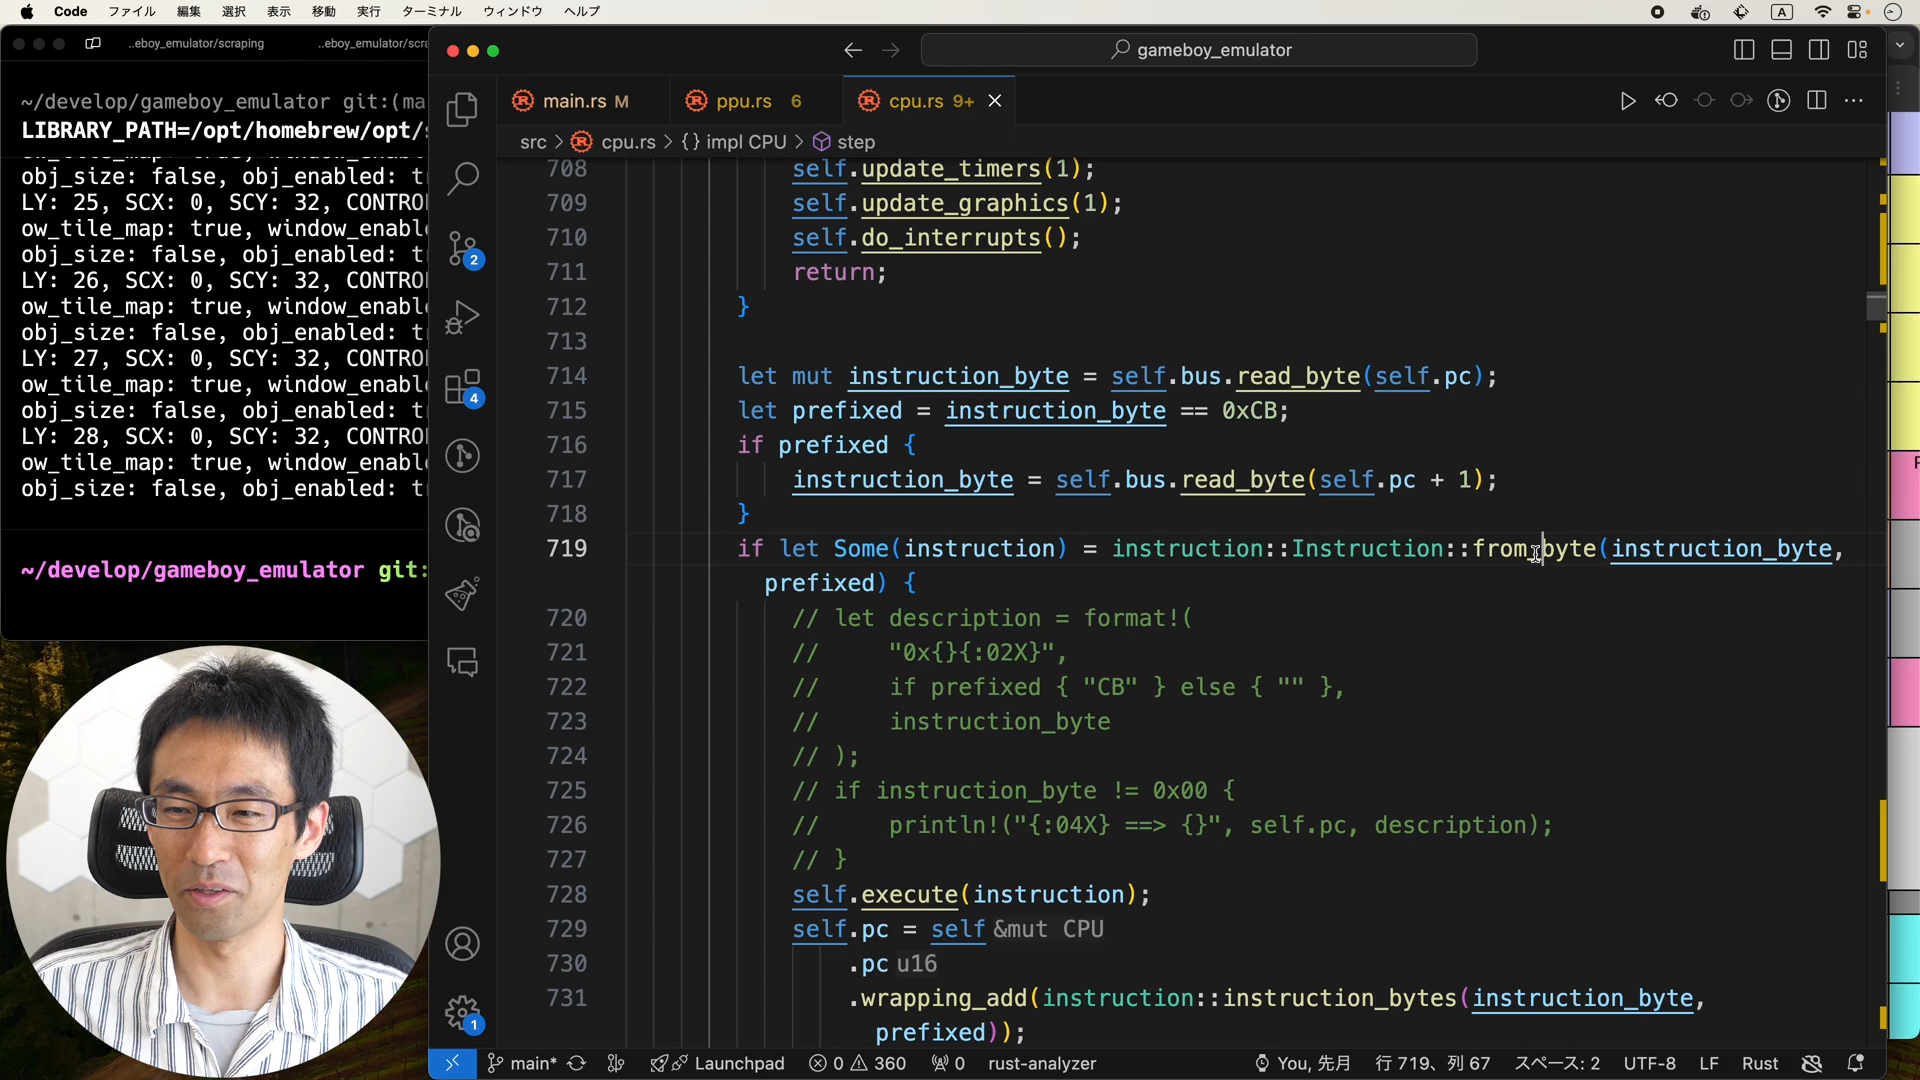 Code ファイル 編集 選択 表示 移動 実行 ターミナル ウィンドウ ヘルプ A
..eboy_emulator/scraping ..eboy_emulator/scra
~/develop/gameboy_emulator git:(ma
LIBRARY_PATH=/opt/homebrew/opt/
obj_size: false, obj_enabled: t
LY: 25, SCX: 0, SCY: 32, CONTRO
ow_tile_map: true, window_enabl
obj_size: false, obj_enabled: t
LY: 26, SCX: 0, SCY: 32, CONTRO
ow_tile_map: true, window_enabl
obj_size: false, obj_enabled: t
LY: 27, SCX: 0, SCY: 32, CONTRO
ow_tile_map: true, window_enabl
obj_size: false, obj_enabled: t
LY: 28, SCX: 0, SCY: 32, CONTRO
ow_tile_map: true, window_enabl
obj_size: false, obj_enabled: t
~/develop/gameboy_emulator git:
gameboy_emulator
main.rs M ppu.rs 6 cpu.rs 9+
src > cpu.rs > {} impl CPU > step
2
4
1
708 self.update_timers(1);
709 self.update_graphics(1);
710 self.do_interrupts();
711 return;
712 }
713
714 let mut instruction_byte = self.bus.read_byte(self.pc);
715 let prefixed = instruction_byte == 0xCB;
716 if prefixed {
717 instruction_byte = self.bus.read_byte(self.pc + 1);
718 }
719 if let Some(instruction) = instruction::Instruction::from_byte(instruction_byte,
prefixed) {
720 // let description = format!(
721 // "0x{}{:02X}",
722 // if prefixed { "CB" } else { "" },
723 // instruction_byte
724 // );
725 // if instruction_byte != 0x00 {
726 // println!("{:04X} ==> {}", self.pc, description);
727 // }
728 self.execute(instruction);
729 self.pc = self &mut CPU
730 .pc u16
731 .wrapping_add(instruction::instruction_bytes(instruction_byte,
prefixed));
main* Launchpad 0 360 0 rust-analyzer You, 先月 行 719、列 67 スペース: 2 UTF-8 LF Rust